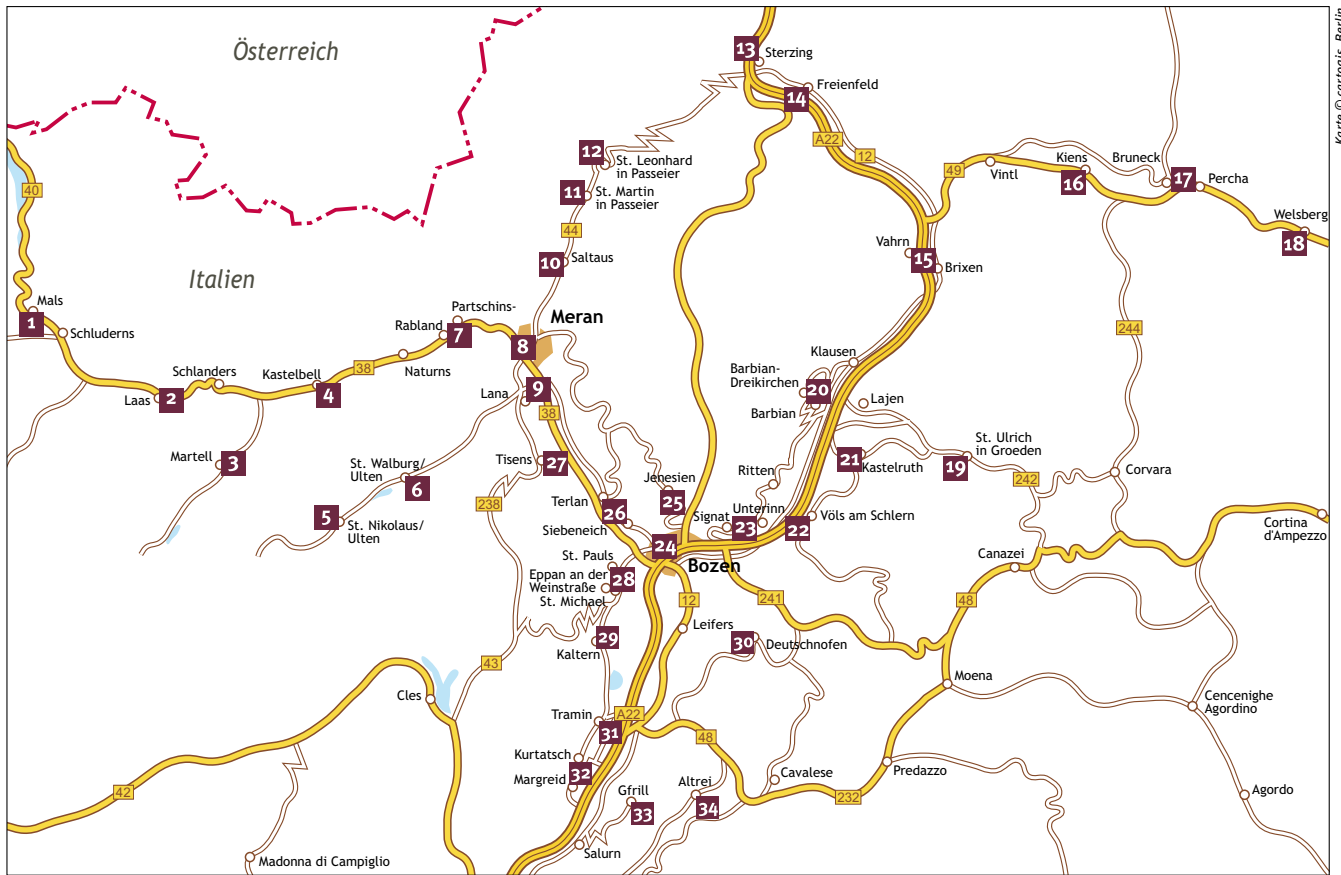 Österreich
Karte © cartogis, Berlin
13
Sterzing
Freienfeld
14
A22
12
12
St. Leonhard
in Passeier
11
St. Martin
in Passeier
44
10
Saltaus
40
49
Vintl
Kiens
16
Bruneck
17
Percha
Welsberg
18
Vahrn
15
Brixen
Italien
Mals
1
Schluderns
Partschins-
Rabland
7
Meran
8
Schlanders
Laas
2
Kastelbell
4
38
Naturns
Lana
9
38
244
Klausen
Barbian-
Dreikirchen
20
Barbian
Lajen
Martell
3
St. Walburg/
Ulten
6
5
St. Nikolaus/
Ulten
Tisens
27
238
Terlan
26
Siebeneich
Jenesien
25
Ritten
Signat
Unterinn
23
22
Völs am Schlern
21
Kastelruth
19
St. Ulrich
in Groeden
242
Corvara
Cortina
d'Ampezzo
24
Bozen
St. Pauls
Eppan an der
Weinstraße
28
St. Michael
12
241
Canazei
48
29
Kaltern
Leifers
30
Deutschnofen
43
Cles
Moena
Cencenighe
Agordino
Tramin
A22
31
48
Kurtatsch
32
Margreid
Gfrill
33
Altrei
34
Cavalese
232
Predazzo
Agordo
42
Salurn
Madonna di Campiglio